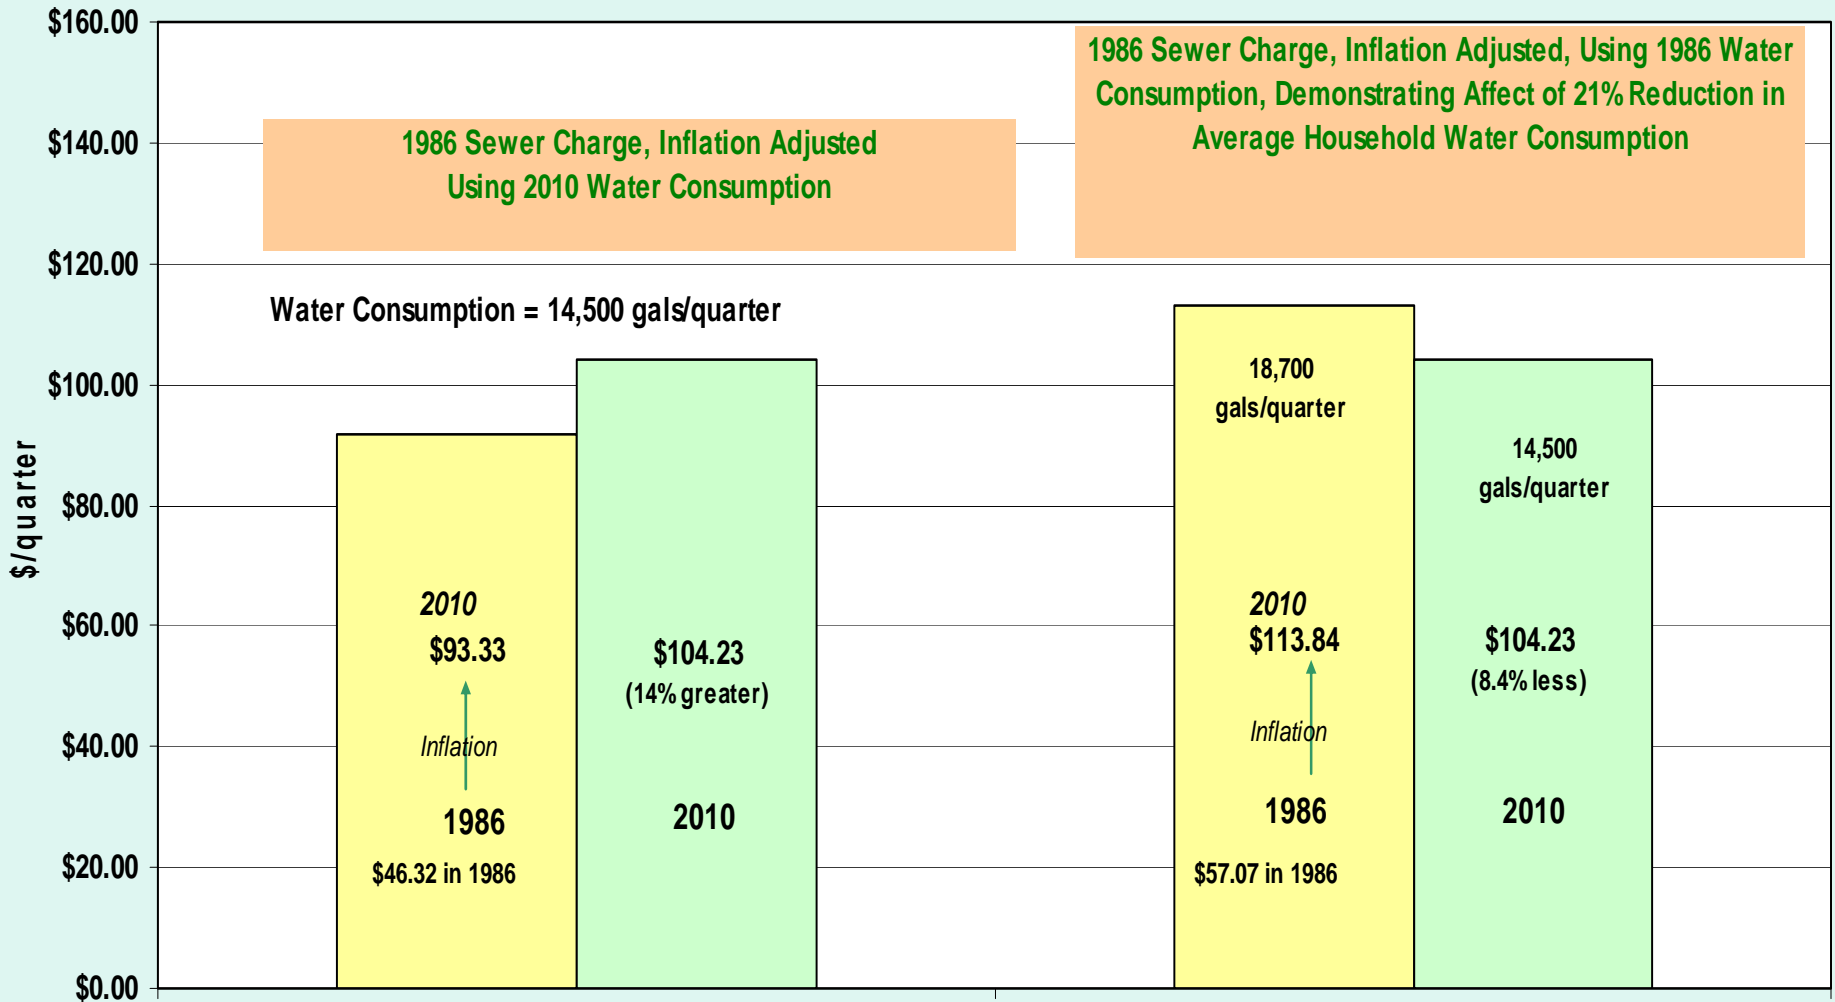 $160.00
$140.00
$120.00
$100.00
$80.00
$60.00
$40.00
$20.00
$0.00
$/quarter
1986 Sewer Charge, Inflation Adjusted
Using 2010 Water Consumption
Water Consumption = 14,500 gals/quarter
2010
$93.33
Inflation
1986
$46.32 in 1986
$104.23
(14% greater)
2010
1986 Sewer Charge, Inflation Adjusted, Using 1986 Water
Consumption, Demonstrating Affect of 21% Reduction in
Average Household Water Consumption
18,700
gals/quarter
2010
$113.84
Inflation
1986
$57.07 in 1986
14,500
gals/quarter
$104.23
(8.4% less)
2010